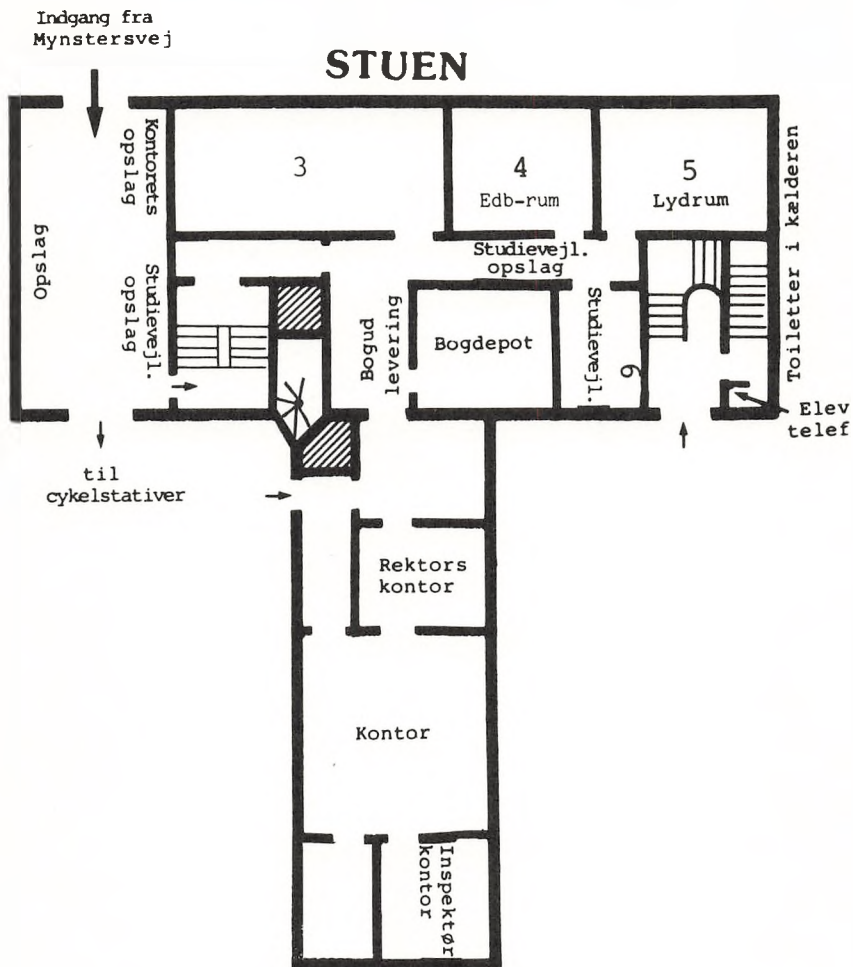 Indgang fra
Mynstersvej
STUEN
Opslag
Kontorets
opslag
Studievejl.
opslag
3
4
Edb-rum
5
Lydrum
Toiletter i kælderen
Studievejl.
opslag
Bogud
levering
Bogdepot
Studievejl.
6
Elev
telef
til
cykelstativer
Rektors
kontor
Kontor
Inspektør
kontor